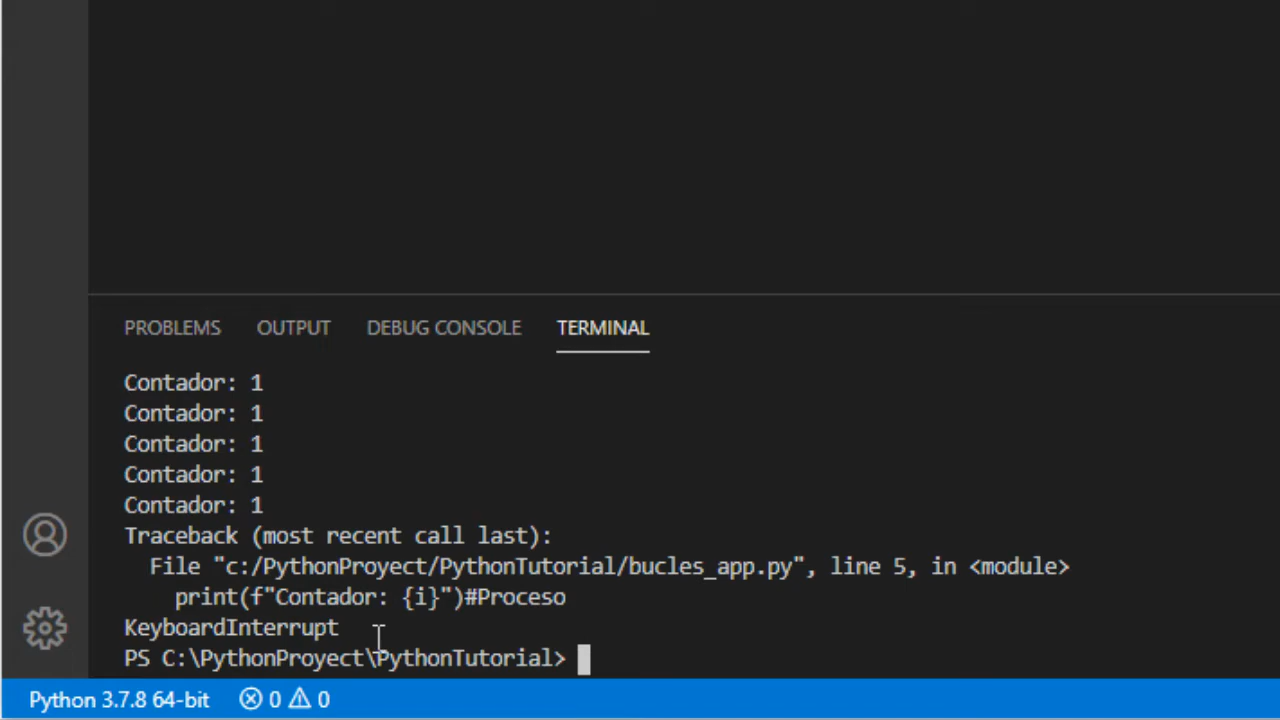 PROBLEMS OUTPUT DEBUG CONSOLE TERMINAL
Contador: 1
Contador: 1
Contador: 1
Contador: 1
Contador: 1
Traceback (most recent call last):
File "c:/PythonProyect/PythonTutorial/bucles_app.py", line 5, in <module>
print(f"Contador: {i}")#Proceso
KeyboardInterrupt
PS C:\PythonProyect\PythonTutorial>
Python 3.7.8 64-bit 0 0